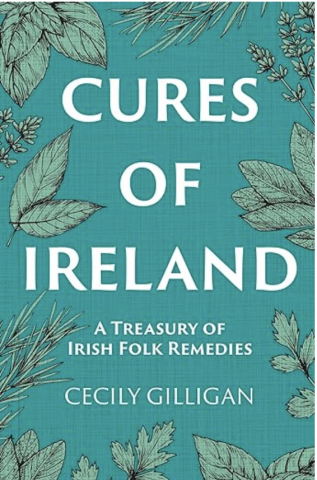 CURES
OF
IRELAND
A TREASURY OF
IRISH FOLK REMEDIES
CECILY GILLIGAN